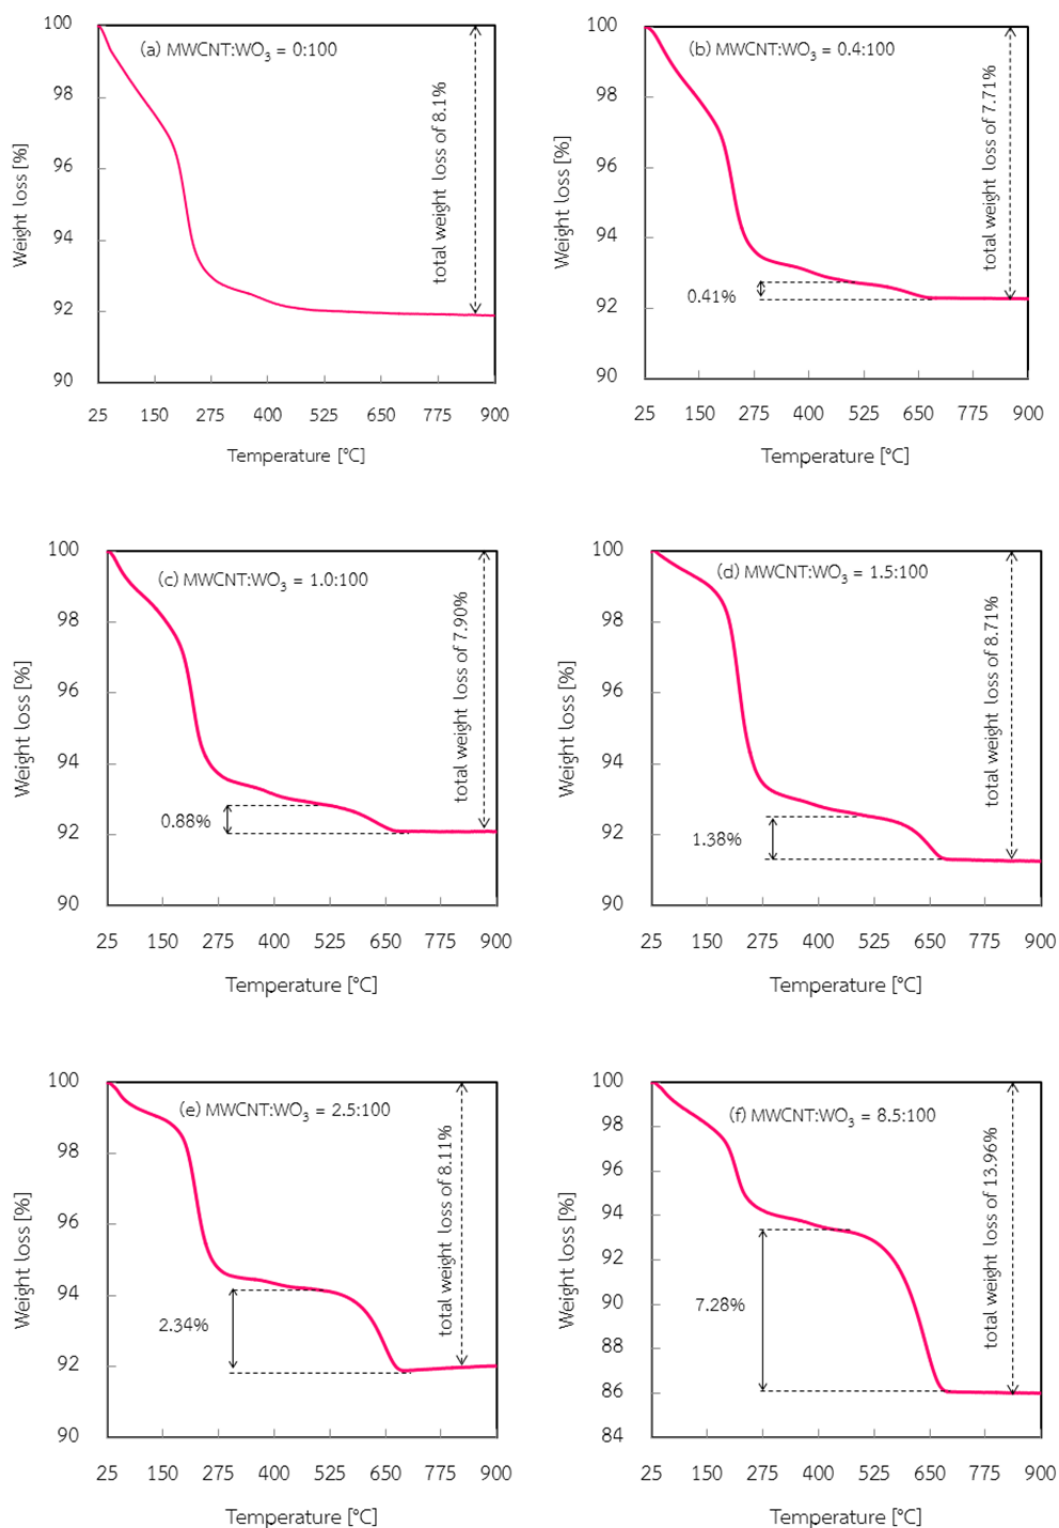 (a) MWCNT:WO₃ = 0:100
Weight loss [%]
100
98
96
94
92
90
total weight loss of 8.1%
25 150 275 400 525 650 775 900
Temperature [°C]
(b) MWCNT:WO₃ = 0.4:100
Weight loss [%]
100
98
96
94
92
90
0.41%
total weight loss of 7.71%
25 150 275 400 525 650 775 900
Temperature [°C]
(c) MWCNT:WO₃ = 1.0:100
Weight loss [%]
100
98
96
94
92
90
0.88%
total weight loss of 7.90%
25 150 275 400 525 650 775 900
Temperature [°C]
(d) MWCNT:WO₃ = 1.5:100
Weight loss [%]
100
98
96
94
92
90
1.38%
total weight loss of 8.71%
25 150 275 400 525 650 775 900
Temperature [°C]
(e) MWCNT:WO₃ = 2.5:100
Weight loss [%]
100
98
96
94
92
90
2.34%
total weight loss of 8.11%
25 150 275 400 525 650 775 900
Temperature [°C]
(f) MWCNT:WO₃ = 8.5:100
Weight loss [%]
100
98
96
94
92
90
88
86
84
7.28%
total weight loss of 13.96%
25 150 275 400 525 650 775 900
Temperature [°C]